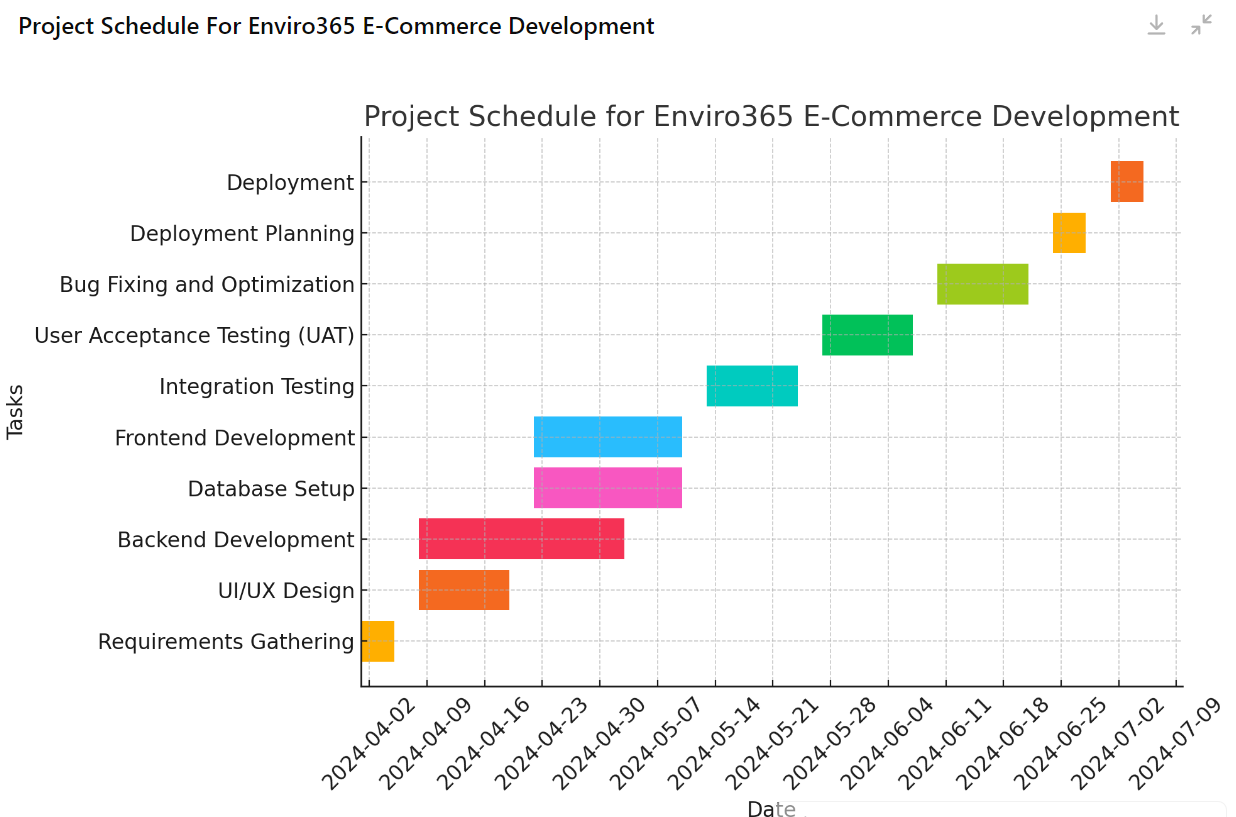 Project Schedule For Enviro365 E-Commerce Development
Project Schedule for Enviro365 E-Commerce Development
Deployment
Deployment Planning
Bug Fixing and Optimization
User Acceptance Testing (UAT)
Integration Testing
Frontend Development
Database Setup
Backend Development
UI/UX Design
Requirements Gathering
Tasks
2024-04-02
2024-04-09
2024-04-16
2024-04-23
2024-04-30
2024-05-07
2024-05-14
2024-05-21
2024-05-28
2024-06-04
2024-06-11
2024-06-18
2024-06-25
2024-07-02
2024-07-09
Date